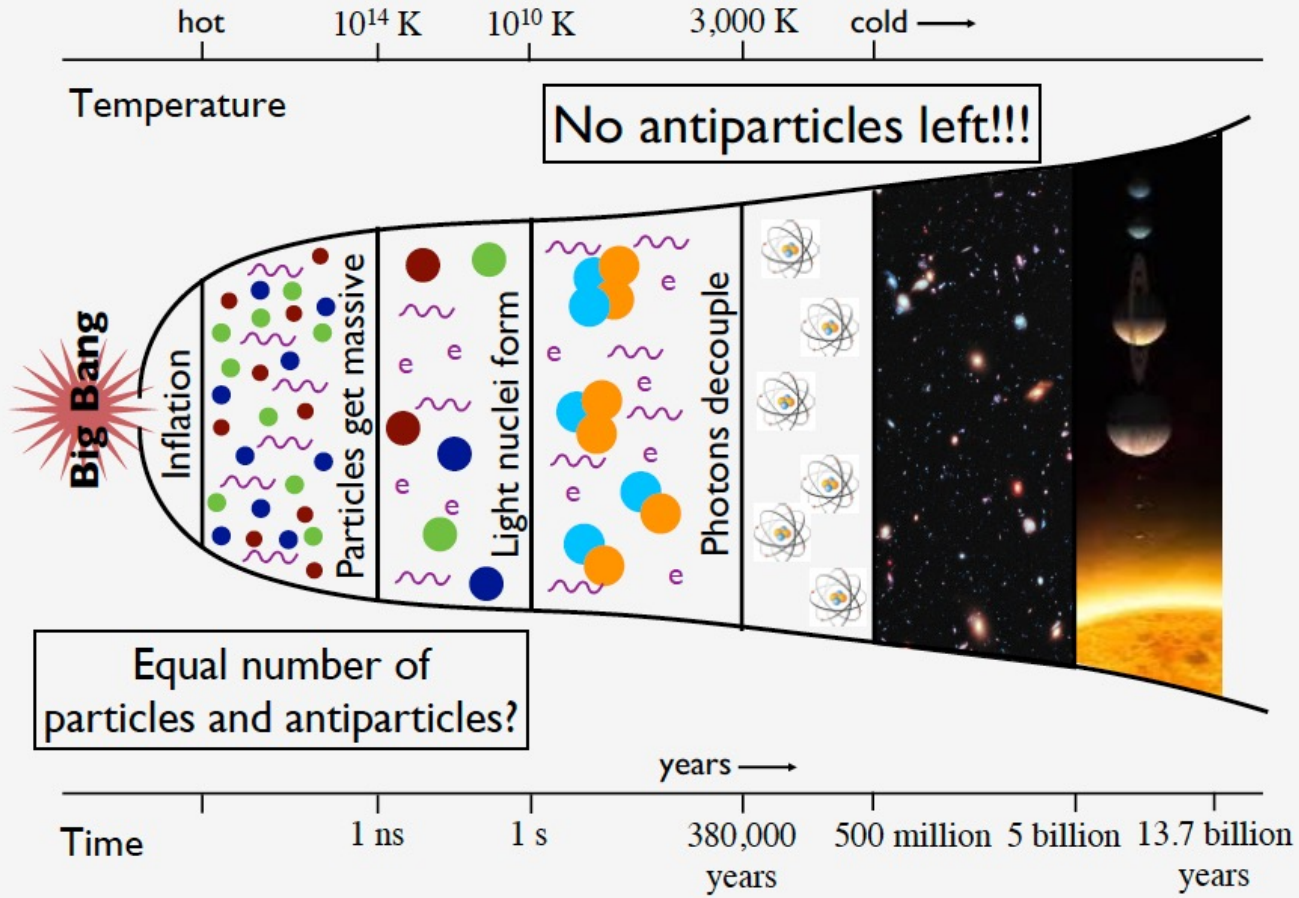 hot 10¹⁴ K 10¹⁰ K 3,000 K cold
Temperature
No antiparticles left!!!
Big Bang
Inflation
Particles get massive
Light nuclei form
Photons decouple
e
e
e
e
e
e
e
e
e
e
Equal number of
particles and antiparticles?
years
Time
1 ns 1 s 380,000 500 million 5 billion 13.7 billion
years years